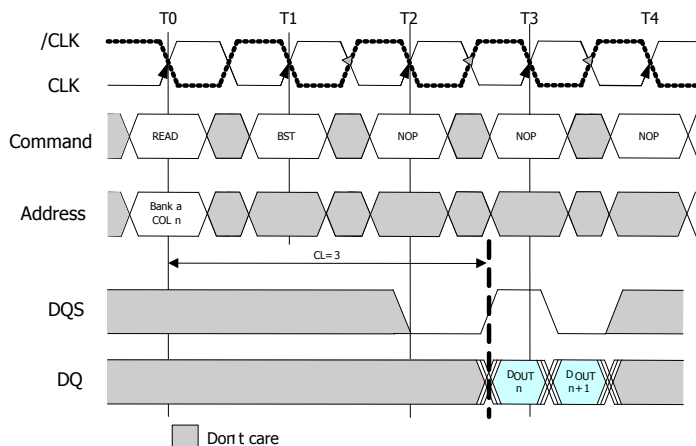 T0 T1 T2 T3 T4
/CLK
CLK
Command READ BST NOP NOP NOP
Address Bank a
COL n
CL= 3
DQS
DQ DOUT
n DOUT
n+1
Don't care